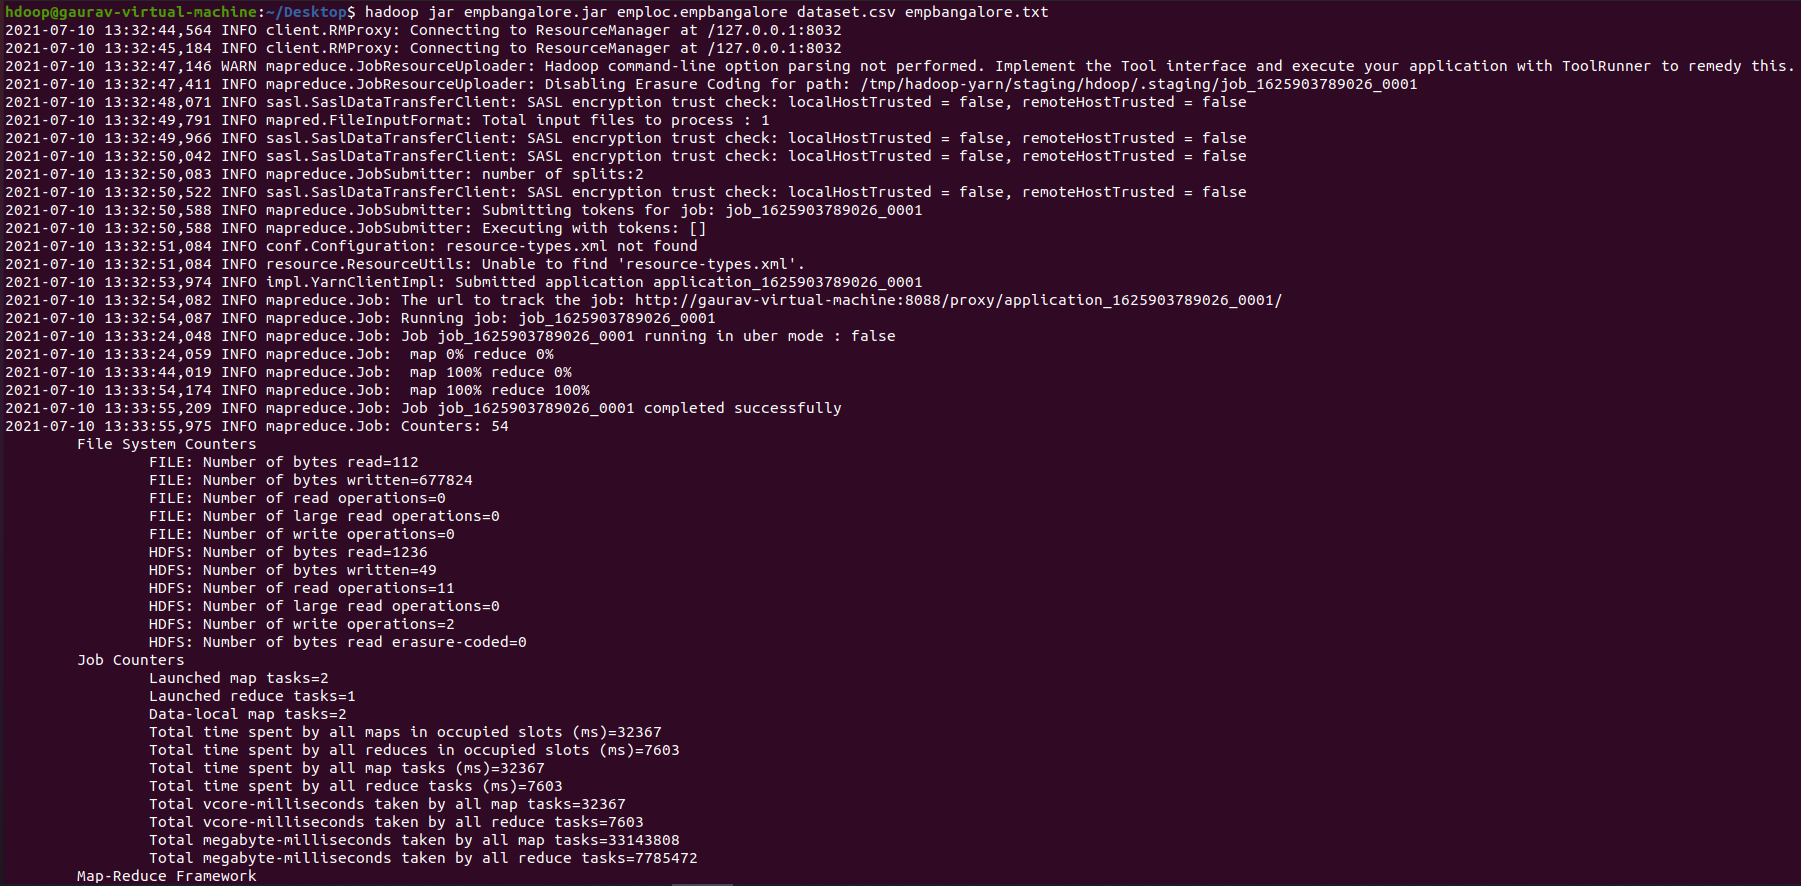 hdoop@gaurav-virtual-machine:~/Desktop$ hadoop jar empbangalore.jar emploc.empbangalore dataset.csv empbangalore.txt
2021-07-10 13:32:44,564 INFO client.RMProxy: Connecting to ResourceManager at /127.0.0.1:8032
2021-07-10 13:32:45,184 INFO client.RMProxy: Connecting to ResourceManager at /127.0.0.1:8032
2021-07-10 13:32:47,146 WARN mapreduce.JobResourceUploader: Hadoop command-line option parsing not performed. Implement the Tool interface and execute your application with ToolRunner to remedy this.
2021-07-10 13:32:47,411 INFO mapreduce.JobResourceUploader: Disabling Erasure Coding for path: /tmp/hadoop-yarn/staging/hdoop/.staging/job_1625903789026_0001
2021-07-10 13:32:48,071 INFO sasl.SaslDataTransferClient: SASL encryption trust check: localHostTrusted = false, remoteHostTrusted = false
2021-07-10 13:32:49,791 INFO mapred.FileInputFormat: Total input files to process : 1
2021-07-10 13:32:49,966 INFO sasl.SaslDataTransferClient: SASL encryption trust check: localHostTrusted = false, remoteHostTrusted = false
2021-07-10 13:32:50,042 INFO sasl.SaslDataTransferClient: SASL encryption trust check: localHostTrusted = false, remoteHostTrusted = false
2021-07-10 13:32:50,083 INFO mapreduce.JobSubmitter: number of splits:2
2021-07-10 13:32:50,522 INFO sasl.SaslDataTransferClient: SASL encryption trust check: localHostTrusted = false, remoteHostTrusted = false
2021-07-10 13:32:50,588 INFO mapreduce.JobSubmitter: Submitting tokens for job: job_1625903789026_0001
2021-07-10 13:32:50,588 INFO mapreduce.JobSubmitter: Executing with tokens: []
2021-07-10 13:32:51,084 INFO conf.Configuration: resource-types.xml not found
2021-07-10 13:32:51,084 INFO resource.ResourceUtils: Unable to find 'resource-types.xml'.
2021-07-10 13:32:53,974 INFO impl.YarnClientImpl: Submitted application application_1625903789026_0001
2021-07-10 13:32:54,082 INFO mapreduce.Job: The url to track the job: http://gaurav-virtual-machine:8088/proxy/application_1625903789026_0001/
2021-07-10 13:32:54,087 INFO mapreduce.Job: Running job: job_1625903789026_0001
2021-07-10 13:33:24,048 INFO mapreduce.Job: Job job_1625903789026_0001 running in uber mode : false
2021-07-10 13:33:24,059 INFO mapreduce.Job:  map 0% reduce 0%
2021-07-10 13:33:44,019 INFO mapreduce.Job:  map 100% reduce 0%
2021-07-10 13:33:54,174 INFO mapreduce.Job:  map 100% reduce 100%
2021-07-10 13:33:55,209 INFO mapreduce.Job: Job job_1625903789026_0001 completed successfully
2021-07-10 13:33:55,975 INFO mapreduce.Job: Counters: 54
File System Counters
FILE: Number of bytes read=112
FILE: Number of bytes written=677824
FILE: Number of read operations=0
FILE: Number of large read operations=0
FILE: Number of write operations=0
HDFS: Number of bytes read=1236
HDFS: Number of bytes written=49
HDFS: Number of read operations=11
HDFS: Number of large read operations=0
HDFS: Number of write operations=2
HDFS: Number of bytes read erasure-coded=0
Job Counters
Launched map tasks=2
Launched reduce tasks=1
Data-local map tasks=2
Total time spent by all maps in occupied slots (ms)=32367
Total time spent by all reduces in occupied slots (ms)=7603
Total time spent by all map tasks (ms)=32367
Total time spent by all reduce tasks (ms)=7603
Total vcore-milliseconds taken by all map tasks=32367
Total vcore-milliseconds taken by all reduce tasks=7603
Total megabyte-milliseconds taken by all map tasks=33143808
Total megabyte-milliseconds taken by all reduce tasks=7785472
Map-Reduce Framework